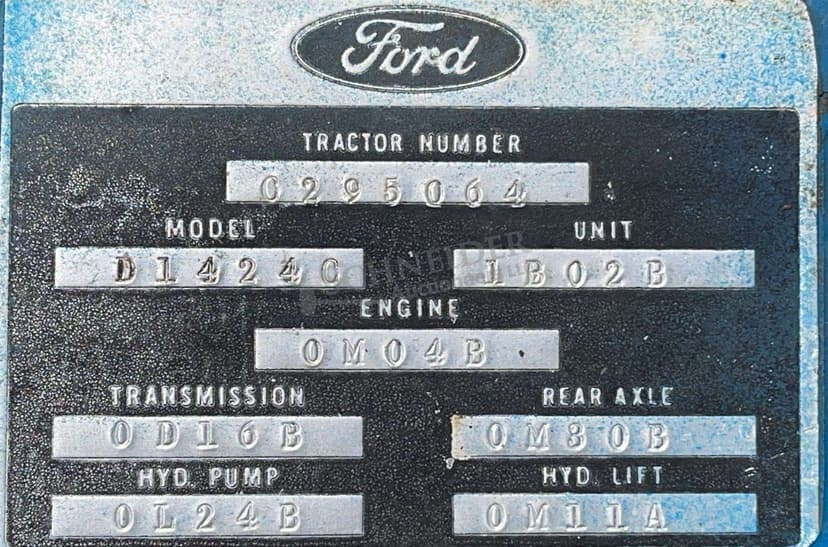 Ford
TRACTOR NUMBER
C295064
MODEL UNIT
D1424C 1B02B
ENGINE
0M04B
TRANSMISSION REAR AXLE
0D16B 0M30B
HYD. PUMP HYD. LIFT
0L24B 0M11A
SCHNEIDER